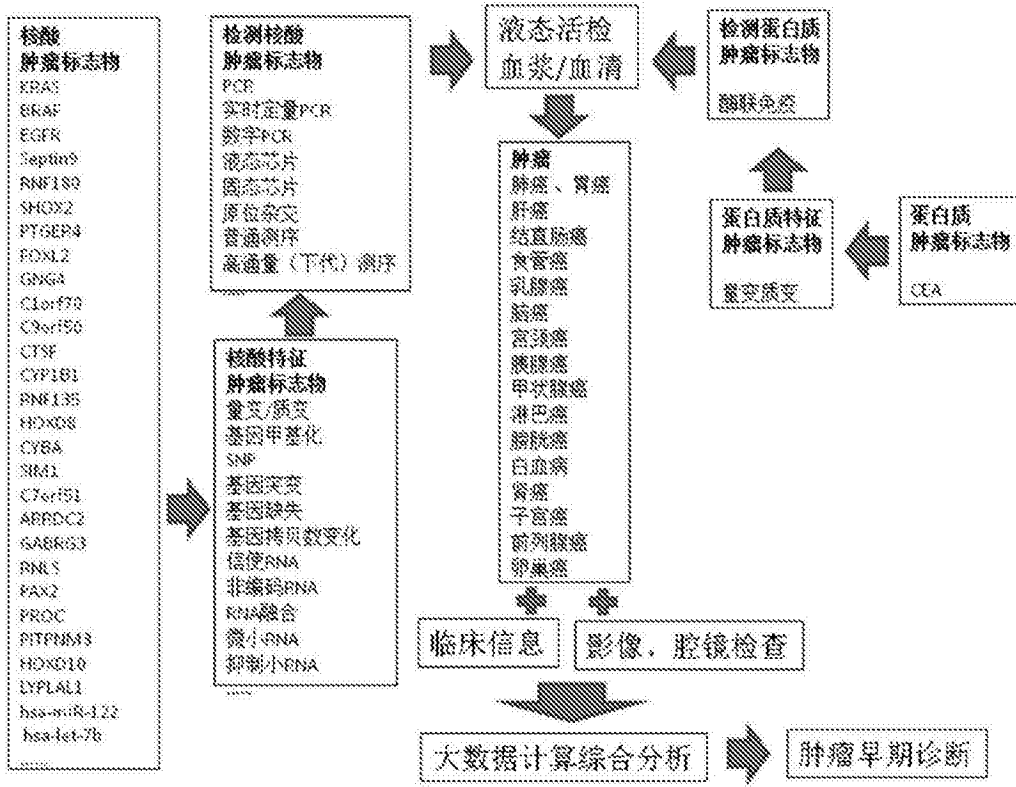 核酸
肿瘤标志物
KRAS
BRAF
EGFR
Septin9
RNF180
SHOX2
PTGER4
FOXL2
GNG4
C1orf70
C9orf50
CTSF
CYP1B1
RNF135
HOXD8
CYBA
SIM1
C7orf51
ARRDC2
GABRG3
RNLS
PAX2
PROC
PITPNM3
HOXD10
LYPLAL1
hsa-miR-122
hsa-let-7b
......
检测核酸
肿瘤标志物
PCR
实时定量PCR
数字PCR
液态芯片
固态芯片
原位杂交
普通测序
高通量（下代）测序
......
核酸特征
肿瘤标志物
量变/质变
基因甲基化
SNP
基因突变
基因缺失
基因拷贝数变化
信使RNA
非编码RNA
RNA融合
微小RNA
抑制小RNA
......
液态活检
血浆/血清
肿瘤
肺癌、胃癌
肝癌
结直肠癌
食管癌
乳腺癌
脑癌
宫颈癌
胰腺癌
甲状腺癌
淋巴癌
膀胱癌
白血病
肾癌
子宫癌
前列腺癌
卵巢癌
检测蛋白质
肿瘤标志物
酶联免疫
蛋白质特征
肿瘤标志物
量变质变
蛋白质
肿瘤标志物
CEA
临床信息
影像、腔镜检查
大数据计算综合分析
肿瘤早期诊断